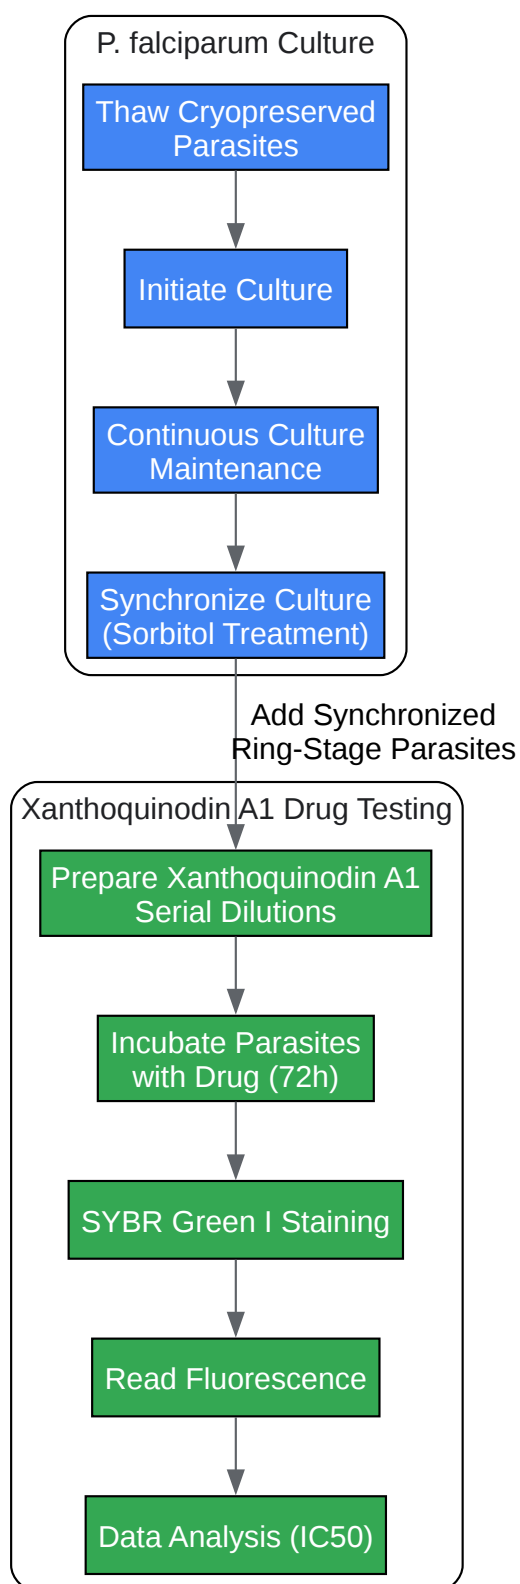 P. falciparum Culture
Thaw Cryopreserved
Parasites
Initiate Culture
Continuous Culture
Maintenance
Synchronize Culture
(Sorbitol Treatment)
Add Synchronized
Ring-Stage Parasites
Xanthoquinodin A1 Drug Testing
Prepare Xanthoquinodin A1
Serial Dilutions
Incubate Parasites
with Drug (72h)
SYBR Green I Staining
Read Fluorescence
Data Analysis (IC50)